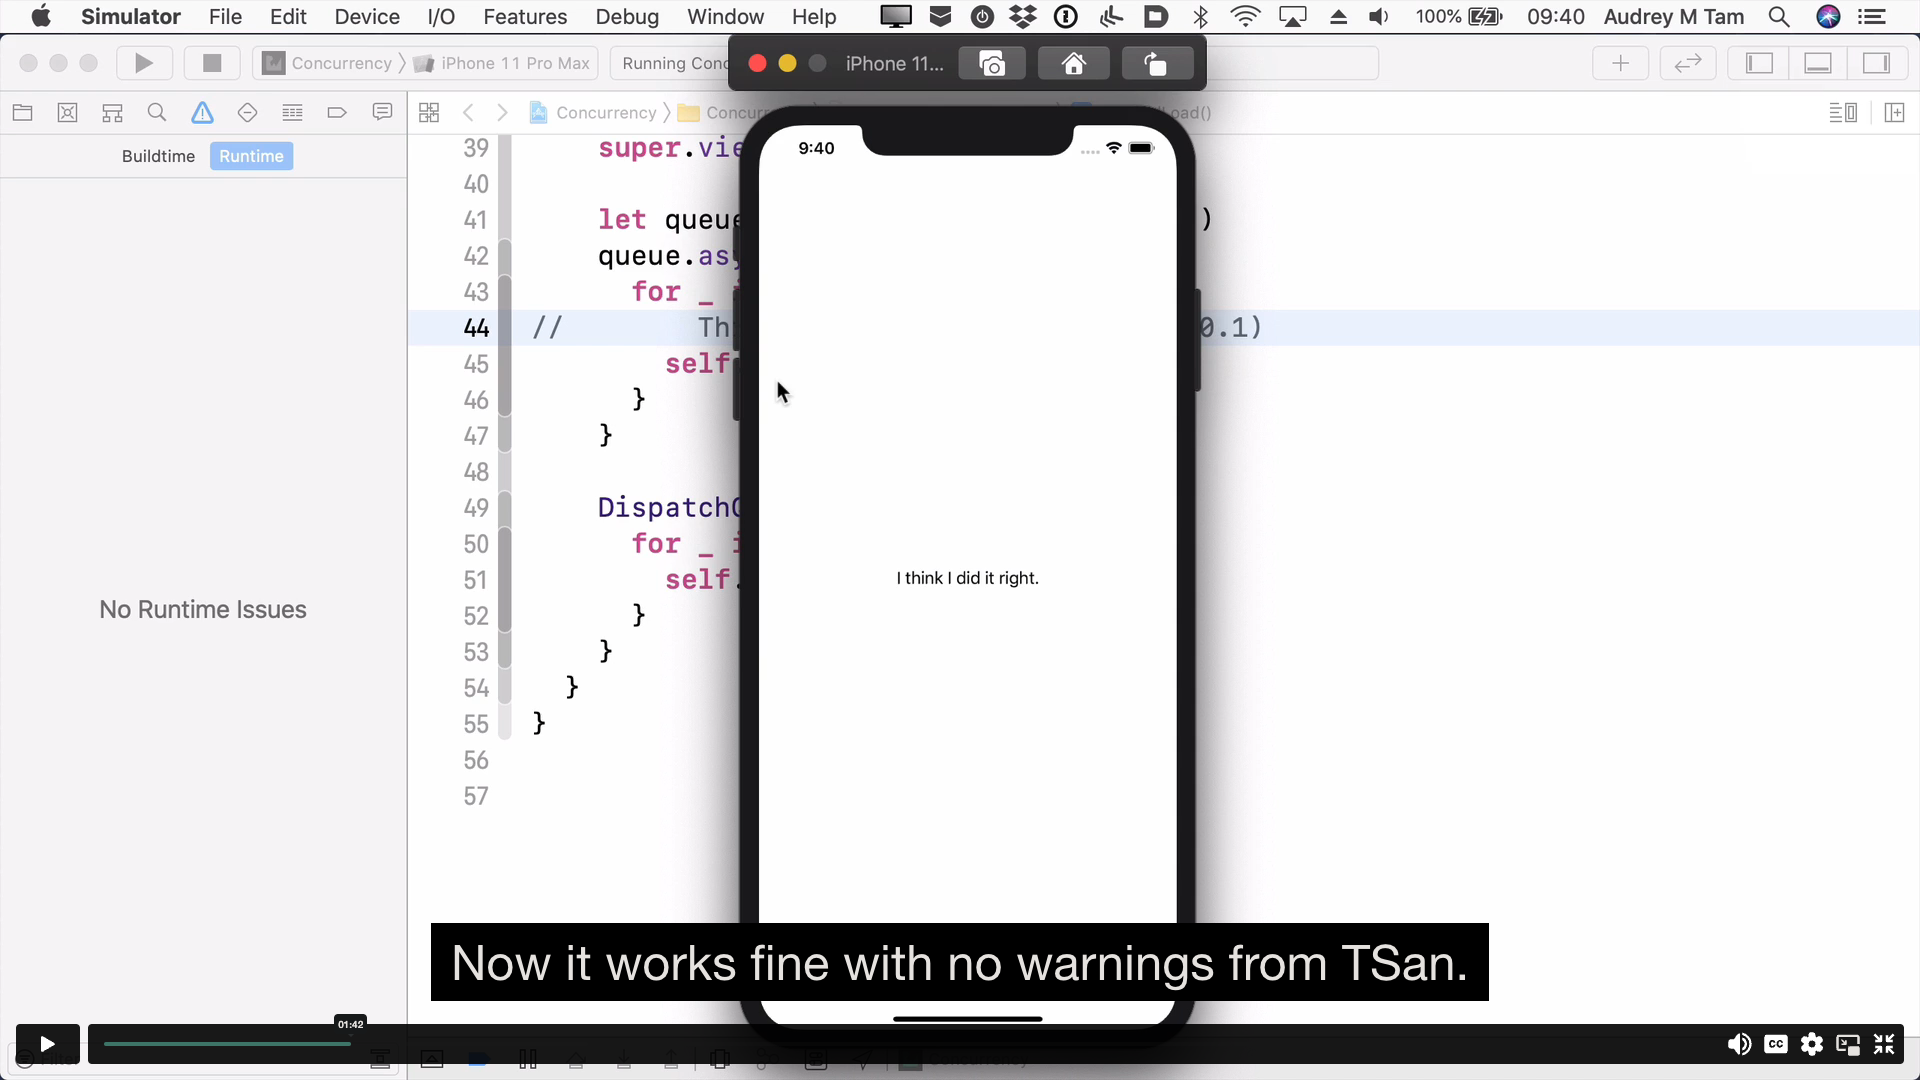 Simulator File Edit Device I/O Features Debug Window Help 100% 09:40 Audrey M Tam
Concurrency iPhone 11 Pro Max Running Conc iPhone 11...
Concurrency Concur oad()
Buildtime Runtime
9:40
39 super.vie
40
41 let queue )
42 queue.as
43 for _ i
44 // Th 0.1)
45 self
46 }
47 }
48
49 Dispatch
50 for _ i
51 self.
52 }
53 }
54 }
55 }
56
57
I think I did it right.
No Runtime Issues
Now it works fine with no warnings from TSan.
01:42
CC
Concurrency